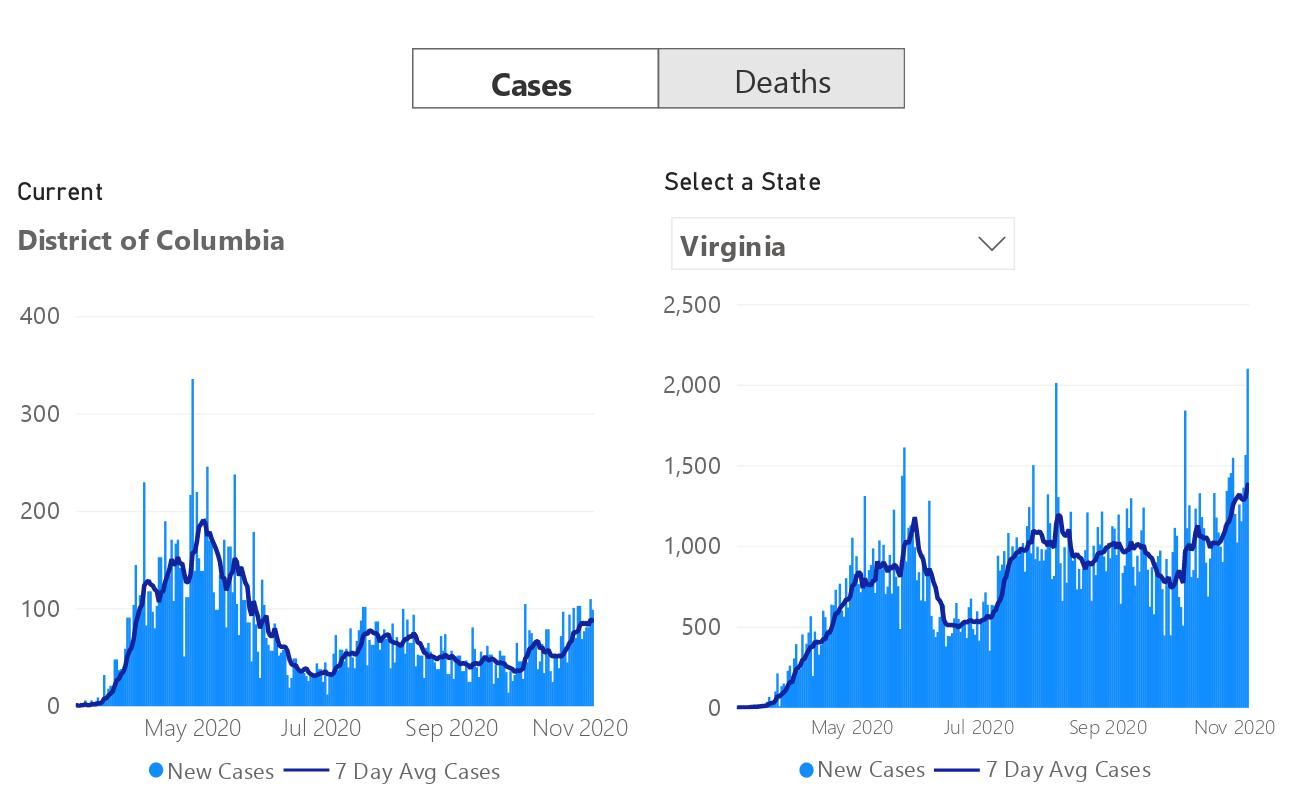 Cases Deaths
Current
District of Columbia
400
300
200
100
0
May 2020 Jul 2020 Sep 2020 Nov 2020
New Cases 7 Day Avg Cases
Select a State
Virginia
2,500
2,000
1,500
1,000
500
0
May 2020 Jul 2020 Sep 2020 Nov 2020
New Cases 7 Day Avg Cases